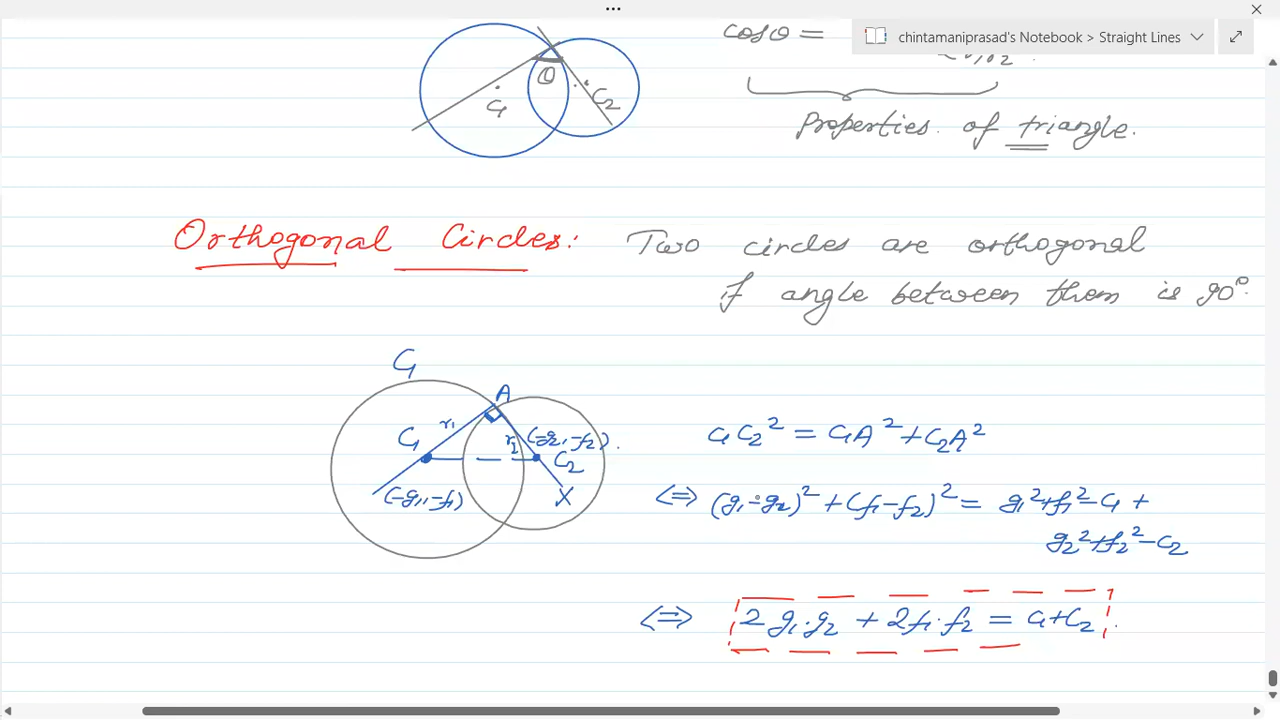 ...
chintamaniprasad's Notebook > Straight Lines
cosθ =
2r₁r₂.
θ
C₁
C₂
Properties. of triangle.
Orthogonal Circles: Two circles are orthogonal
if angle between them is 90°.
C₁
A
r₁
r₂
(-g₂,-f₂).
C₁
C₂
(-g₁,-f₁)
X
C₁C₂² = C₁A² + C₂A²
⇔ (g₁-g₂)² + (f₁-f₂)² = g₁²+f₁²-C₁ +
g₂²+f₂²-C₂
⇔ 2g₁.g₂ + 2f₁.f₂ = C₁+C₂.